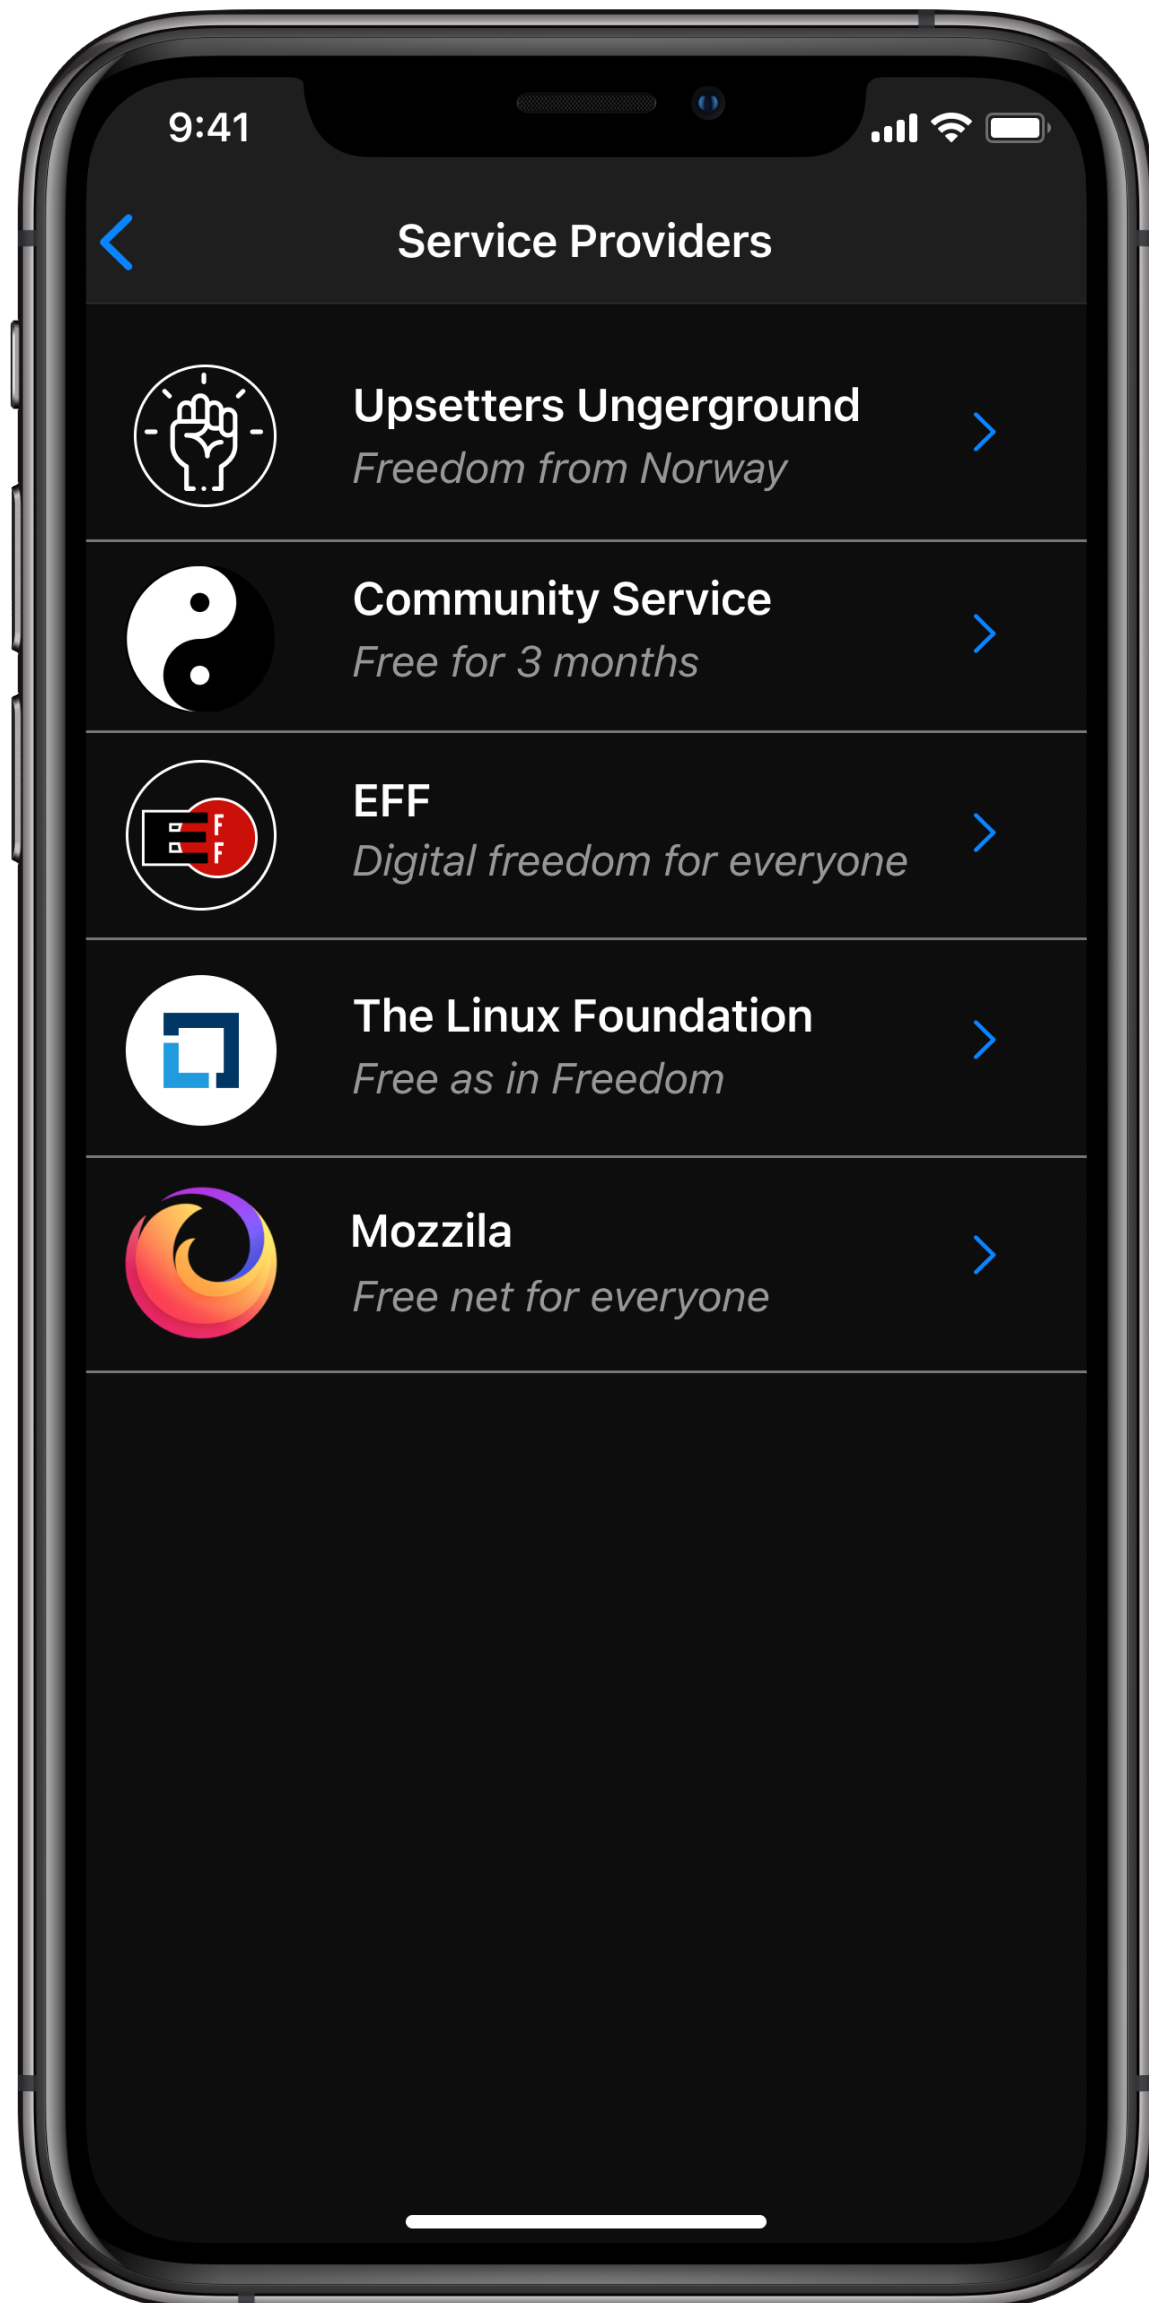 9:41
Service Providers
Upsetters Ungerground
Freedom from Norway
Community Service
Free for 3 months
E F
F
EFF
Digital freedom for everyone
The Linux Foundation
Free as in Freedom
Mozzila
Free net for everyone